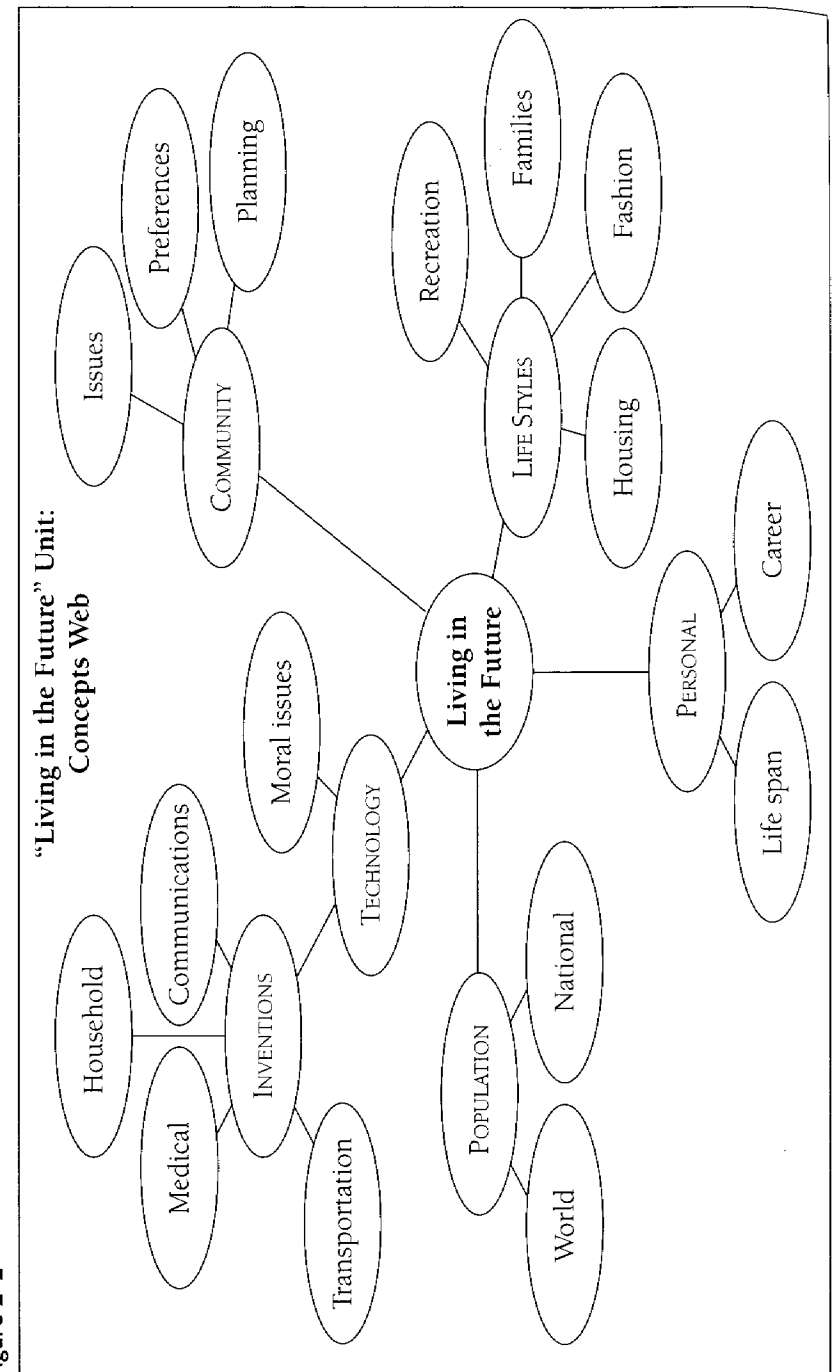 "Living in the Future" Unit:
Concepts Web
Household
Communications
Medical
INVENTIONS
Transportation
Moral issues
TECHNOLOGY
Issues
Preferences
Planning
COMMUNITY
Living in
the Future
Recreation
Families
LIFE STYLES
Fashion
Housing
POPULATION
World
National
PERSONAL
Life span
Career